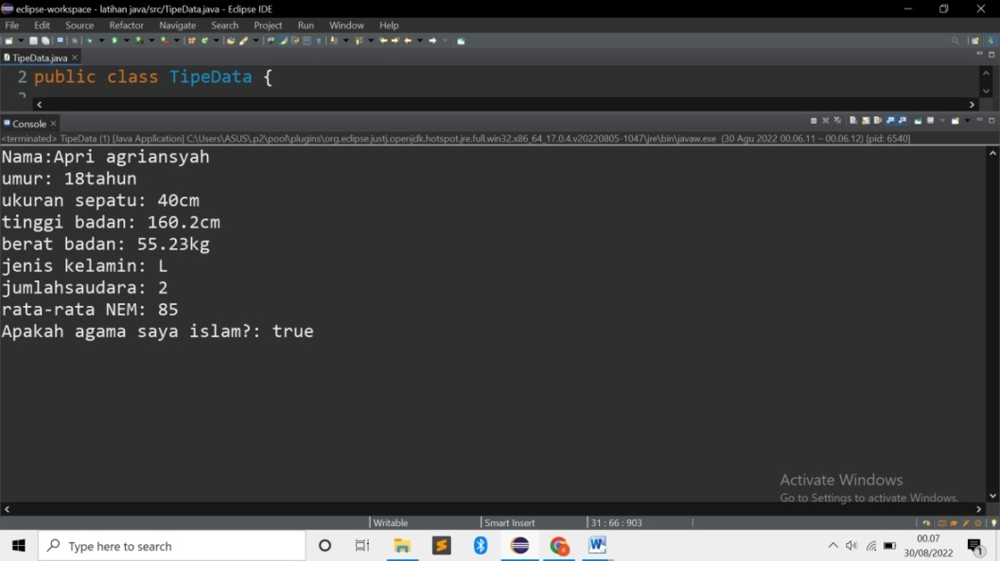 eclipse-workspace - latihan java/src/TipeData.java - Eclipse IDE
File Edit Source Refactor Navigate Search Project Run Window Help
TipeData.java
2 public class TipeData {
Console
<terminated> TipeData (1) [Java Application] C:\Users\ASUS\.p2\pool\plugins\org.eclipse.justj.openjdk.hotspot.jre.full.win32.x86_64_17.0.4.v20220805-1047\jre\bin\javaw.exe (30 Agu 2022 00.06.11 – 00.06.12) [pid: 6540]
Nama:Apri agriansyah
umur: 18tahun
ukuran sepatu: 40cm
tinggi badan: 160.2cm
berat badan: 55.23kg
jenis kelamin: L
jumlahsaudara: 2
rata-rata NEM: 85
Apakah agama saya islam?: true
Activate Windows
Go to Settings to activate Windows.
Writable Smart Insert 31 : 66 : 903
Type here to search
00.07
30/08/2022
1